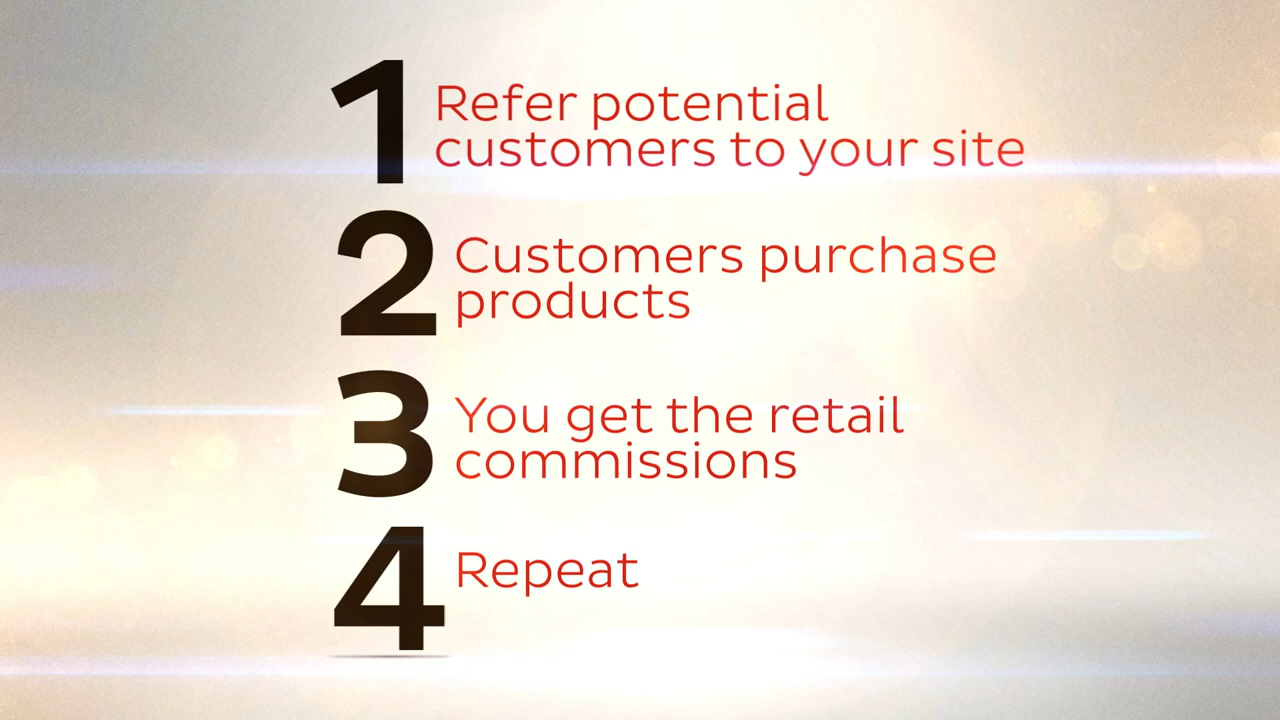 1 Refer potential
customers to your site
2 Customers purchase
products
3 You get the retail
commissions
4 Repeat